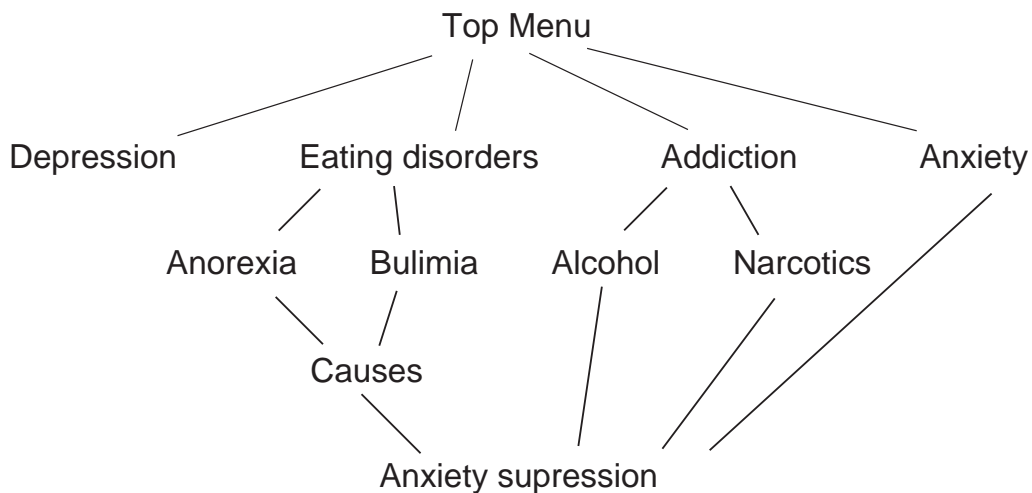 Top Menu
Depression Eating disorders Addiction Anxiety
Anorexia Bulimia Alcohol Narcotics
Causes
Anxiety supression